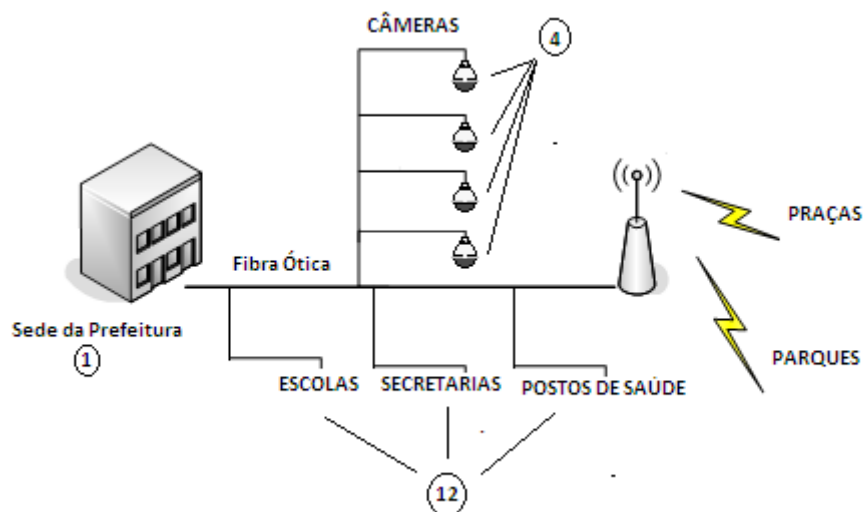 CÂMERAS
4
PRAÇAS
Fibra Ótica
Sede da Prefeitura
1
PARQUES
ESCOLAS
SECRETARIAS
POSTOS DE SAÚDE
12